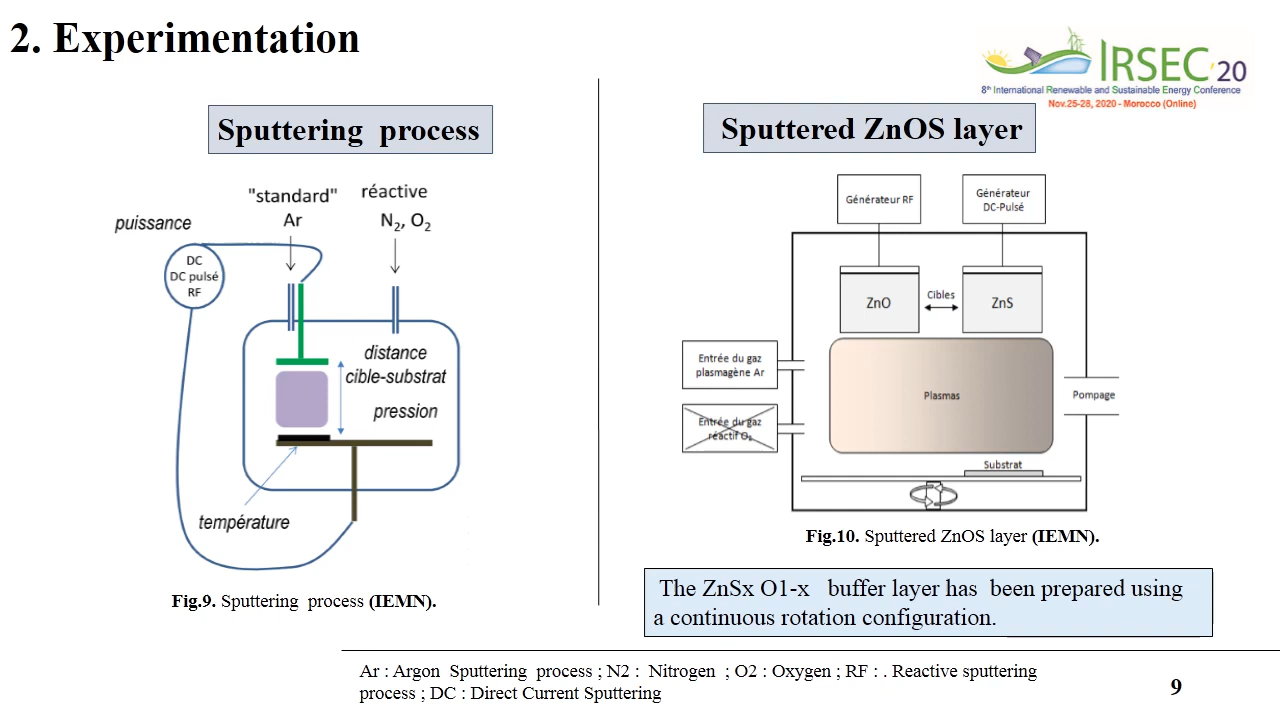 2. Experimentation
IRSEC'20
8th International Renewable and Sustainable Energy Conference
Nov.25-28, 2020 - Morocco (Online)
Sputtering process
"standard"
Ar
réactive
N2, O2
puissance
DC
DC pulsé
RF
distance
cible-substrat
pression
température
Fig.9. Sputtering process (IEMN).
Sputtered ZnOS layer
Générateur RF
Générateur
DC-Pulsé
ZnO
Cibles
ZnS
Entrée du gaz
plasmagène Ar
Entrée du gaz
réactif O2
Plasmas
Pompage
Substrat
Fig.10. Sputtered ZnOS layer (IEMN).
The ZnSx O1-x buffer layer has been prepared using
a continuous rotation configuration.
Ar : Argon Sputtering process ; N2 : Nitrogen ; O2 : Oxygen ; RF : . Reactive sputtering
process ; DC : Direct Current Sputtering
9